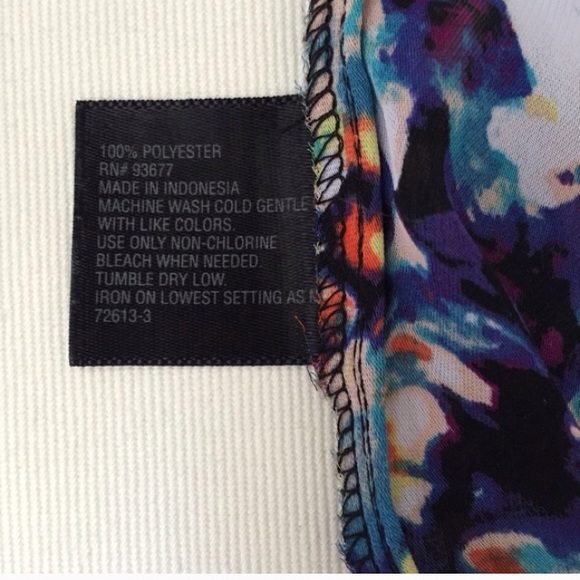 100% POLYESTER
RN# 93677
MADE IN INDONESIA
MACHINE WASH COLD GENTLE
WITH LIKE COLORS.
USE ONLY NON-CHLORINE
BLEACH WHEN NEEDED
TUMBLE DRY LOW.
IRON ON LOWEST SETTING AS
72613-3